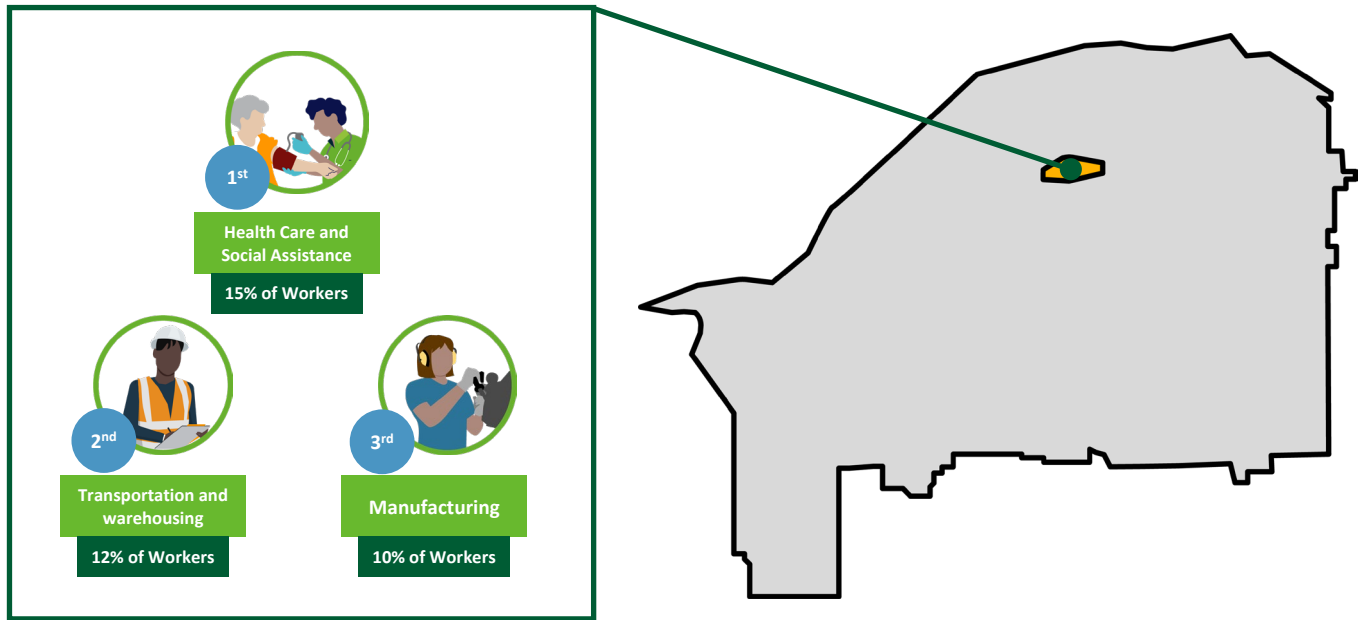 1st
Health Care and
Social Assistance
15% of Workers
2nd
Transportation and
warehousing
12% of Workers
3rd
Manufacturing
10% of Workers